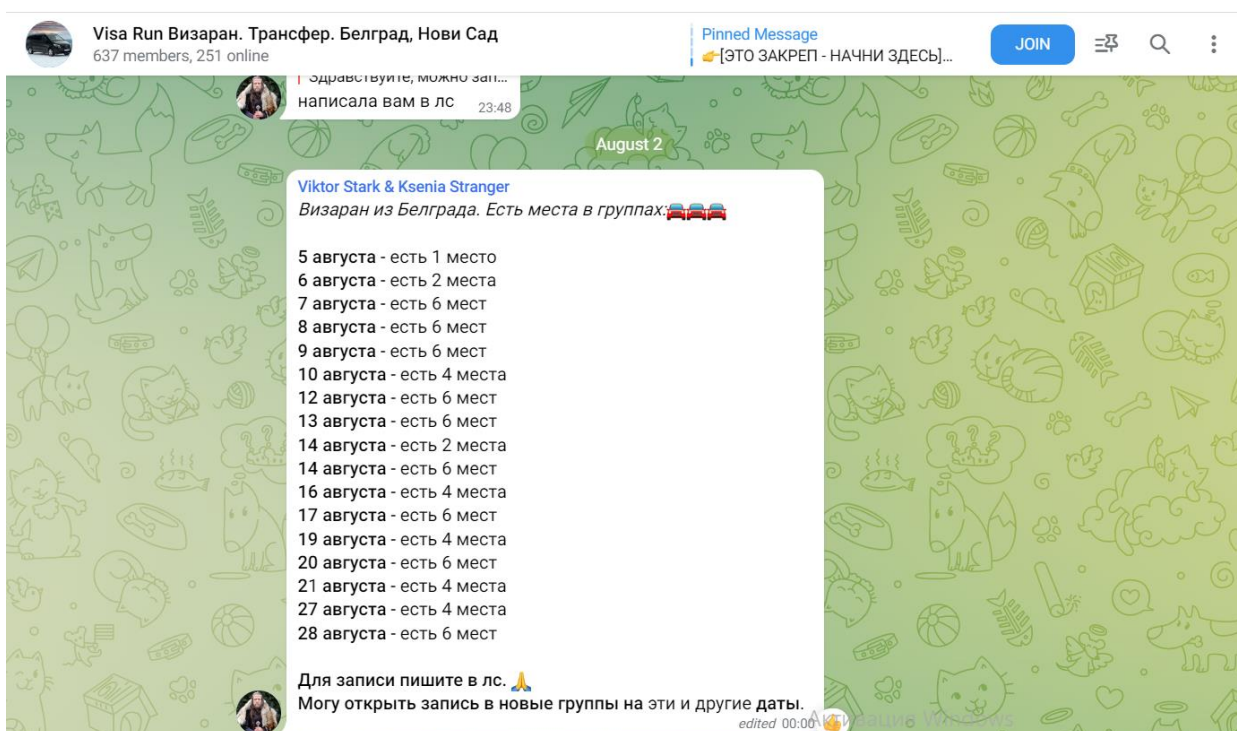 Visa Run Визаран. Трансфер. Белград, Нови Сад
637 members, 251 online
Pinned Message
👉[ЭТО ЗАКРЕП - НАЧНИ ЗДЕСЬ]...
JOIN
Здравствуйте, можно зап...
написала вам в лс 23:48
August 2
Viktor Stark & Ksenia Stranger
Визаран из Белграда. Есть места в группах:🚘🚘🚘
5 августа - есть 1 место
6 августа - есть 2 места
7 августа - есть 6 мест
8 августа - есть 6 мест
9 августа - есть 6 мест
10 августа - есть 4 места
12 августа - есть 6 мест
13 августа - есть 6 мест
14 августа - есть 2 места
14 августа - есть 6 мест
16 августа - есть 4 места
17 августа - есть 6 мест
19 августа - есть 4 места
20 августа - есть 6 мест
21 августа - есть 4 места
27 августа - есть 4 места
28 августа - есть 6 мест
Для записи пишите в лс. 🙏
Могу открыть запись в новые группы на эти и другие даты.
edited 00:00
Активация Windows